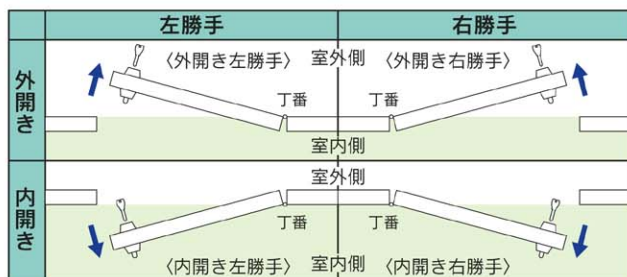 左勝手
右勝手
外開き
〈外開き左勝手〉
室外側
〈外開き右勝手〉
丁番
丁番
室内側
内開き
室外側
丁番
丁番
〈内開き左勝手〉
室内側
〈内開き右勝手〉